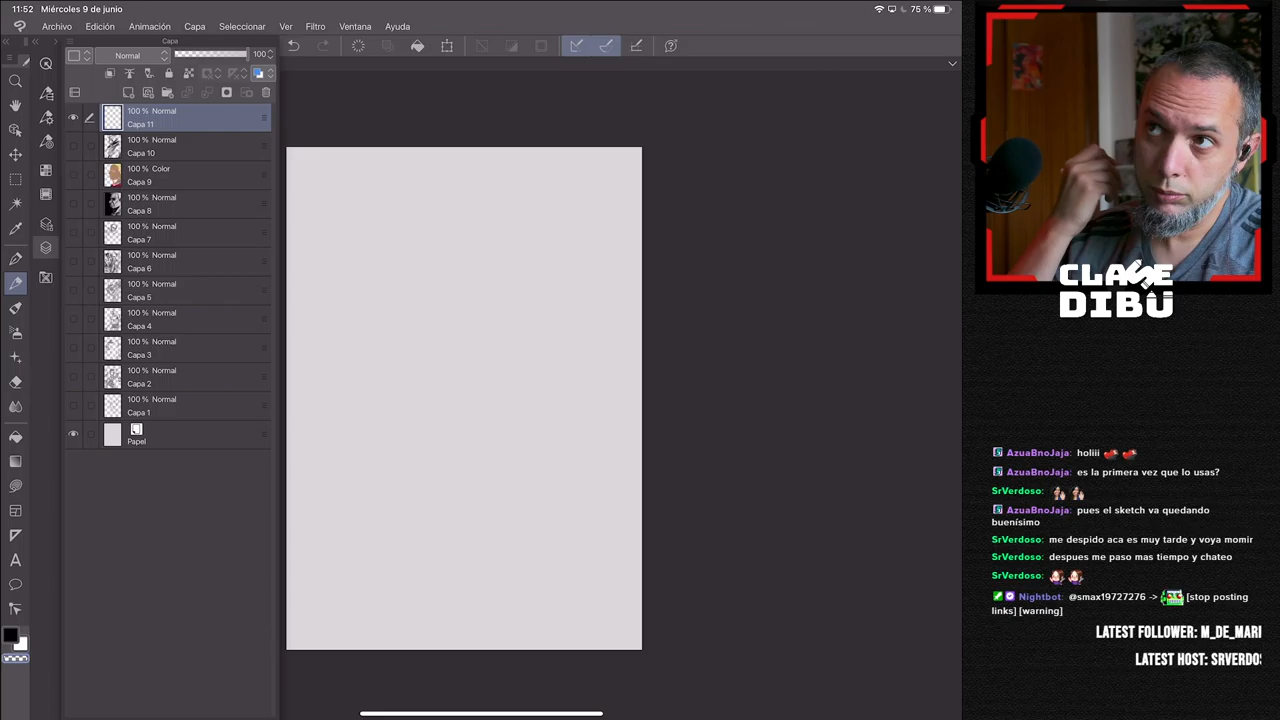 11:52 Miércoles 9 de junio
75 %
Archivo Edición Animación Capa Seleccionar Ver Filtro Ventana Ayuda
Capa
Normal 100
100 % Normal
Capa 11
100 % Normal
Capa 10
100 % Color
Capa 9
100 % Normal
Capa 8
100 % Normal
Capa 7
100 % Normal
Capa 6
100 % Normal
Capa 5
100 % Normal
Capa 4
100 % Normal
Capa 3
100 % Normal
Capa 2
100 % Normal
Capa 1
Papel
CLASE
DIBU
AzuaBnoJaja: holiii
AzuaBnoJaja: es la primera vez que lo usas?
SrVerdoso:
AzuaBnoJaja: pues el sketch va quedando
buenísimo
SrVerdoso: me despido aca es muy tarde y voya momir
SrVerdoso: despues me paso mas tiempo y chateo
SrVerdoso:
Nightbot: @smax19727276 -> [stop posting
links] [warning]
LATEST FOLLOWER: M_DE_MARI
LATEST HOST: SRVERDOS